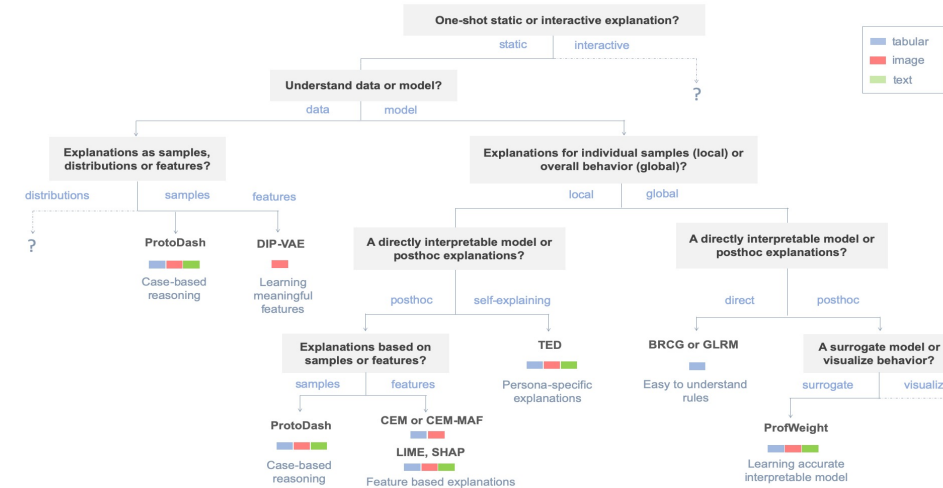 One-shot static or interactive explanation?
static interactive
tabular
image
text
Understand data or model?
data model
?
Explanations as samples,
distributions or features?
Explanations for individual samples (local) or
overall behavior (global)?
distributions samples features
local global
?
ProtoDash
Case-based
reasoning
DIP-VAE
Learning
meaningful
features
A directly interpretable model or
posthoc explanations?
A directly interpretable model or
posthoc explanations?
posthoc self-explaining
direct posthoc
Explanations based on
samples or features?
TED
Persona-specific
explanations
BRCG or GLRM
Easy to understand
rules
A surrogate model or
visualize behavior?
samples features
surrogate visualiz
ProtoDash
Case-based
reasoning
CEM or CEM-MAF
LIME, SHAP
Feature based explanations
ProfWeight
Learning accurate
interpretable model